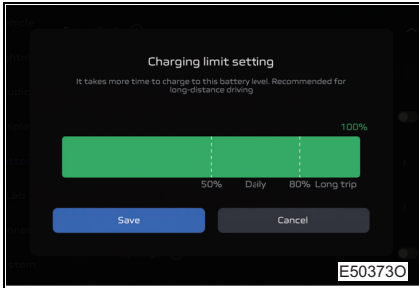 Charging limit setting
It takes more time to charge to this battery level. Recommended for
long-distance driving
100%
50% Daily 80% Long trip
Save Cancel
E50373O